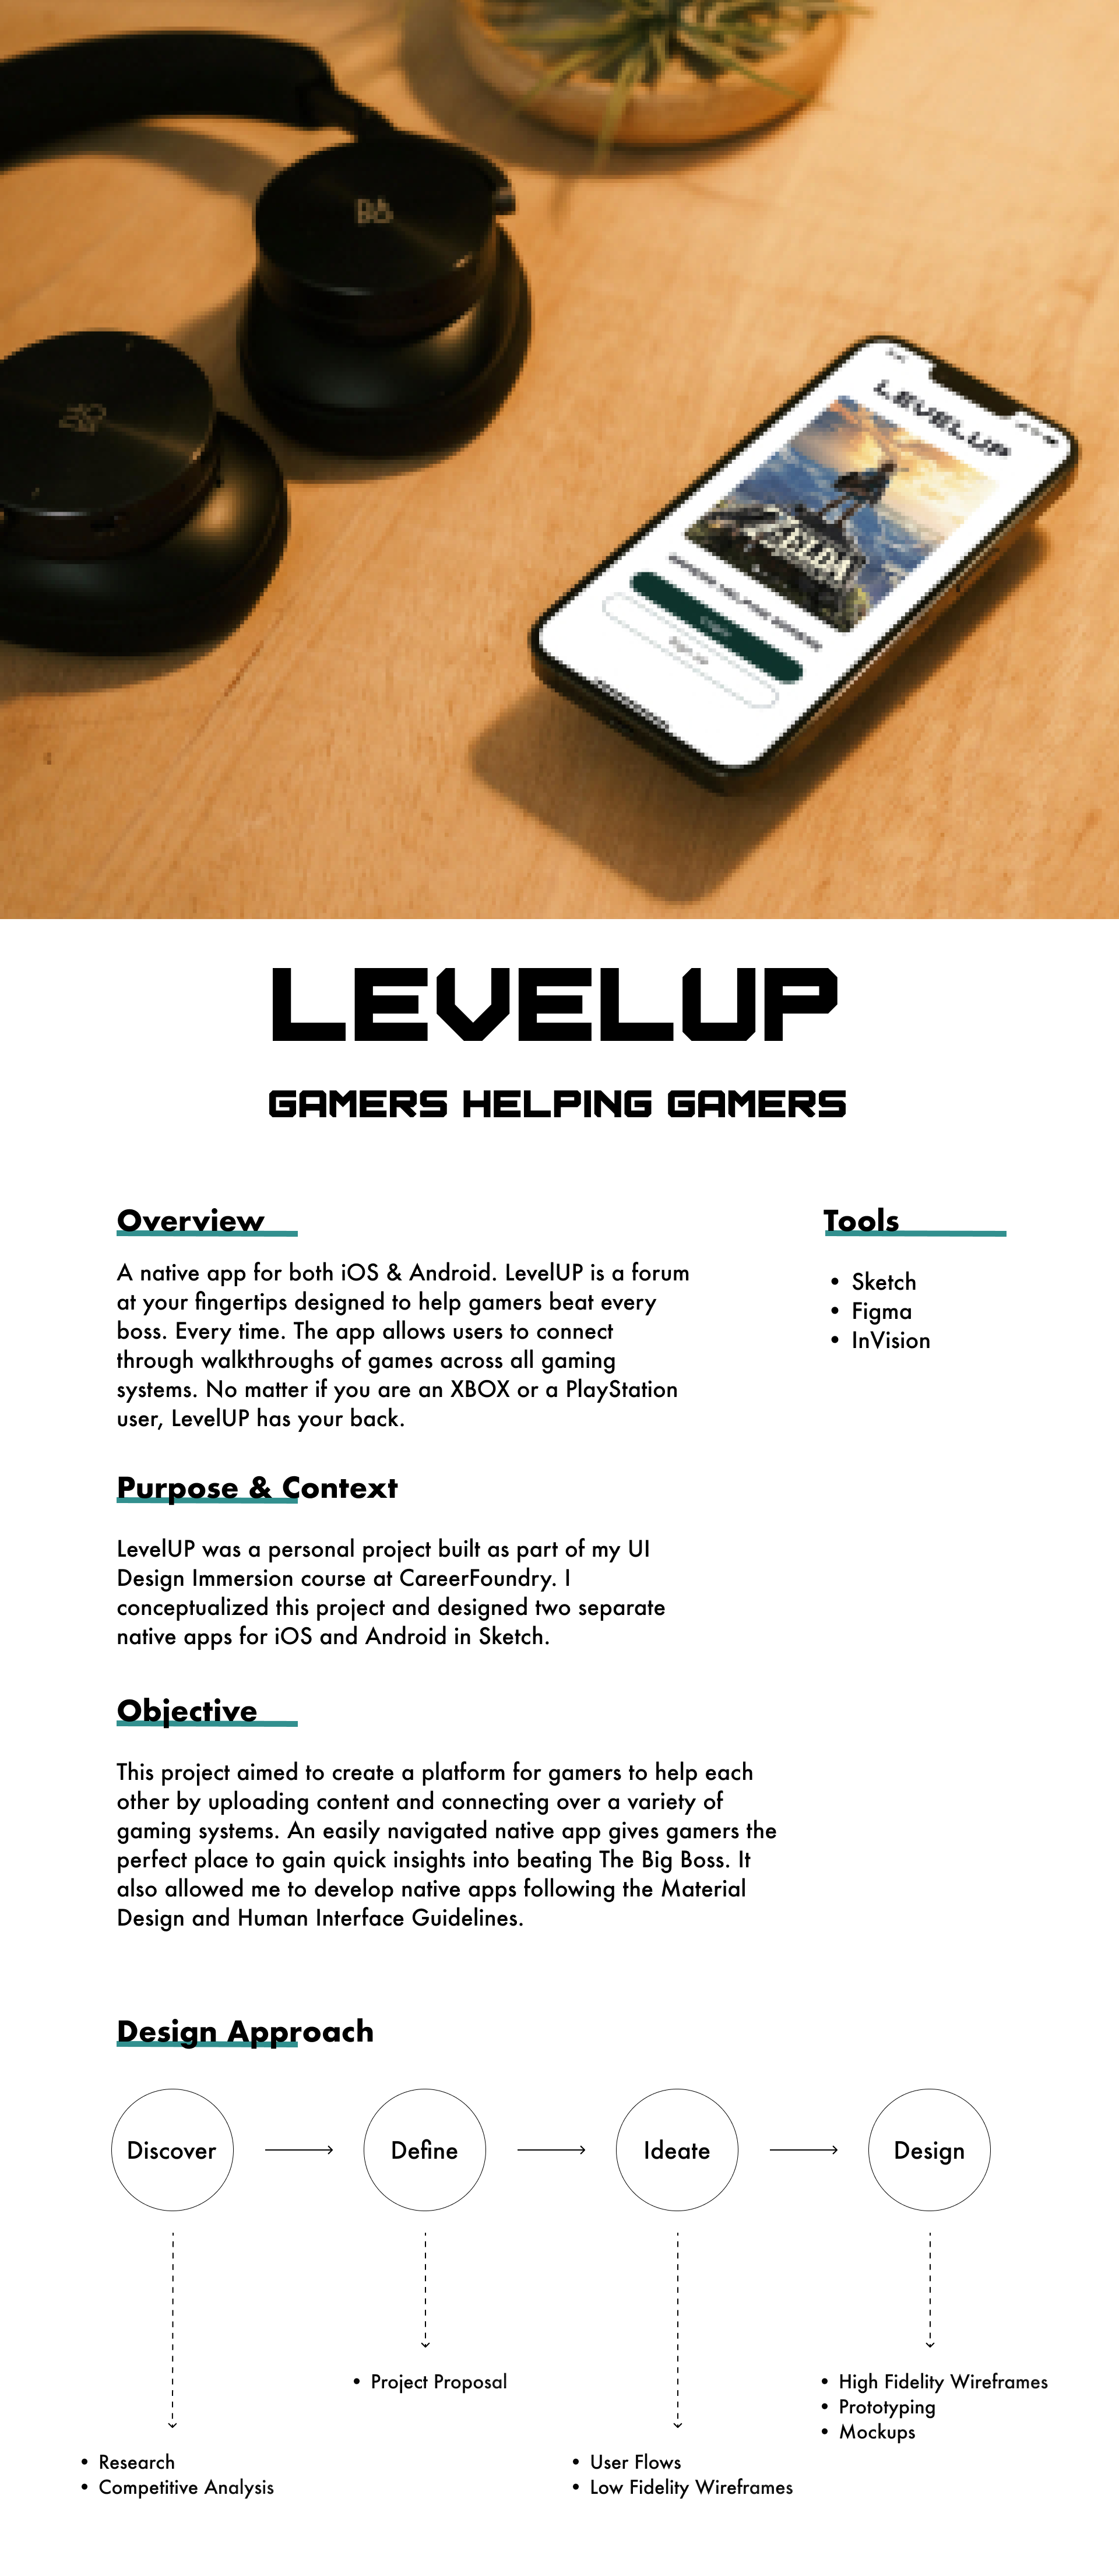 LEVELUP
ZELDA
LEVELUP
GAMERS HELPING GAMERS
Overview
A native app for both iOS & Android. LevelUP is a forum
at your fingertips designed to help gamers beat every
boss. Every time. The app allows users to connect
through walkthroughs of games across all gaming
systems. No matter if you are an XBOX or a PlayStation
user, LevelUP has your back.
Tools
• Sketch
• Figma
• InVision
Purpose & Context
LevelUP was a personal project built as part of my UI
Design Immersion course at CareerFoundry. I
conceptualized this project and designed two separate
native apps for iOS and Android in Sketch.
Objective
This project aimed to create a platform for gamers to help each
other by uploading content and connecting over a variety of
gaming systems. An easily navigated native app gives gamers the
perfect place to gain quick insights into beating The Big Boss. It
also allowed me to develop native apps following the Material
Design and Human Interface Guidelines.
Design Approach
Discover
Define
Ideate
Design
• Research
• Competitive Analysis
• Project Proposal
• User Flows
• Low Fidelity Wireframes
• High Fidelity Wireframes
• Prototyping
• Mockups